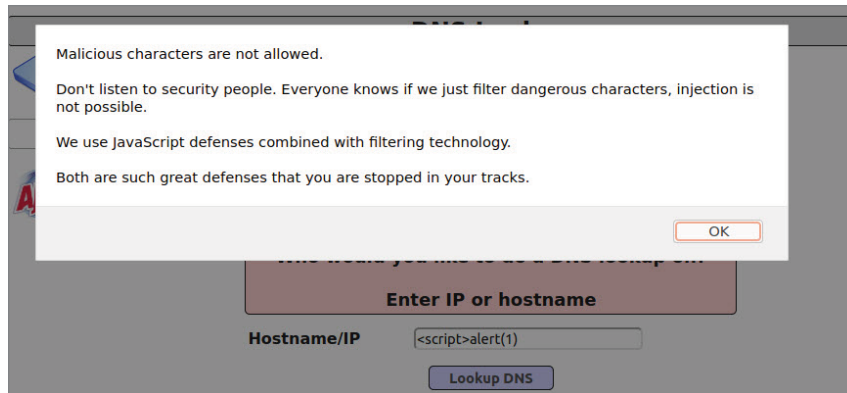 Malicious characters are not allowed.
Don't listen to security people. Everyone knows if we just filter dangerous characters, injection is
not possible.
We use JavaScript defenses combined with filtering technology.
Both are such great defenses that you are stopped in your tracks.
OK
Enter IP or hostname
Hostname/IP
<script>alert(1)
Lookup DNS